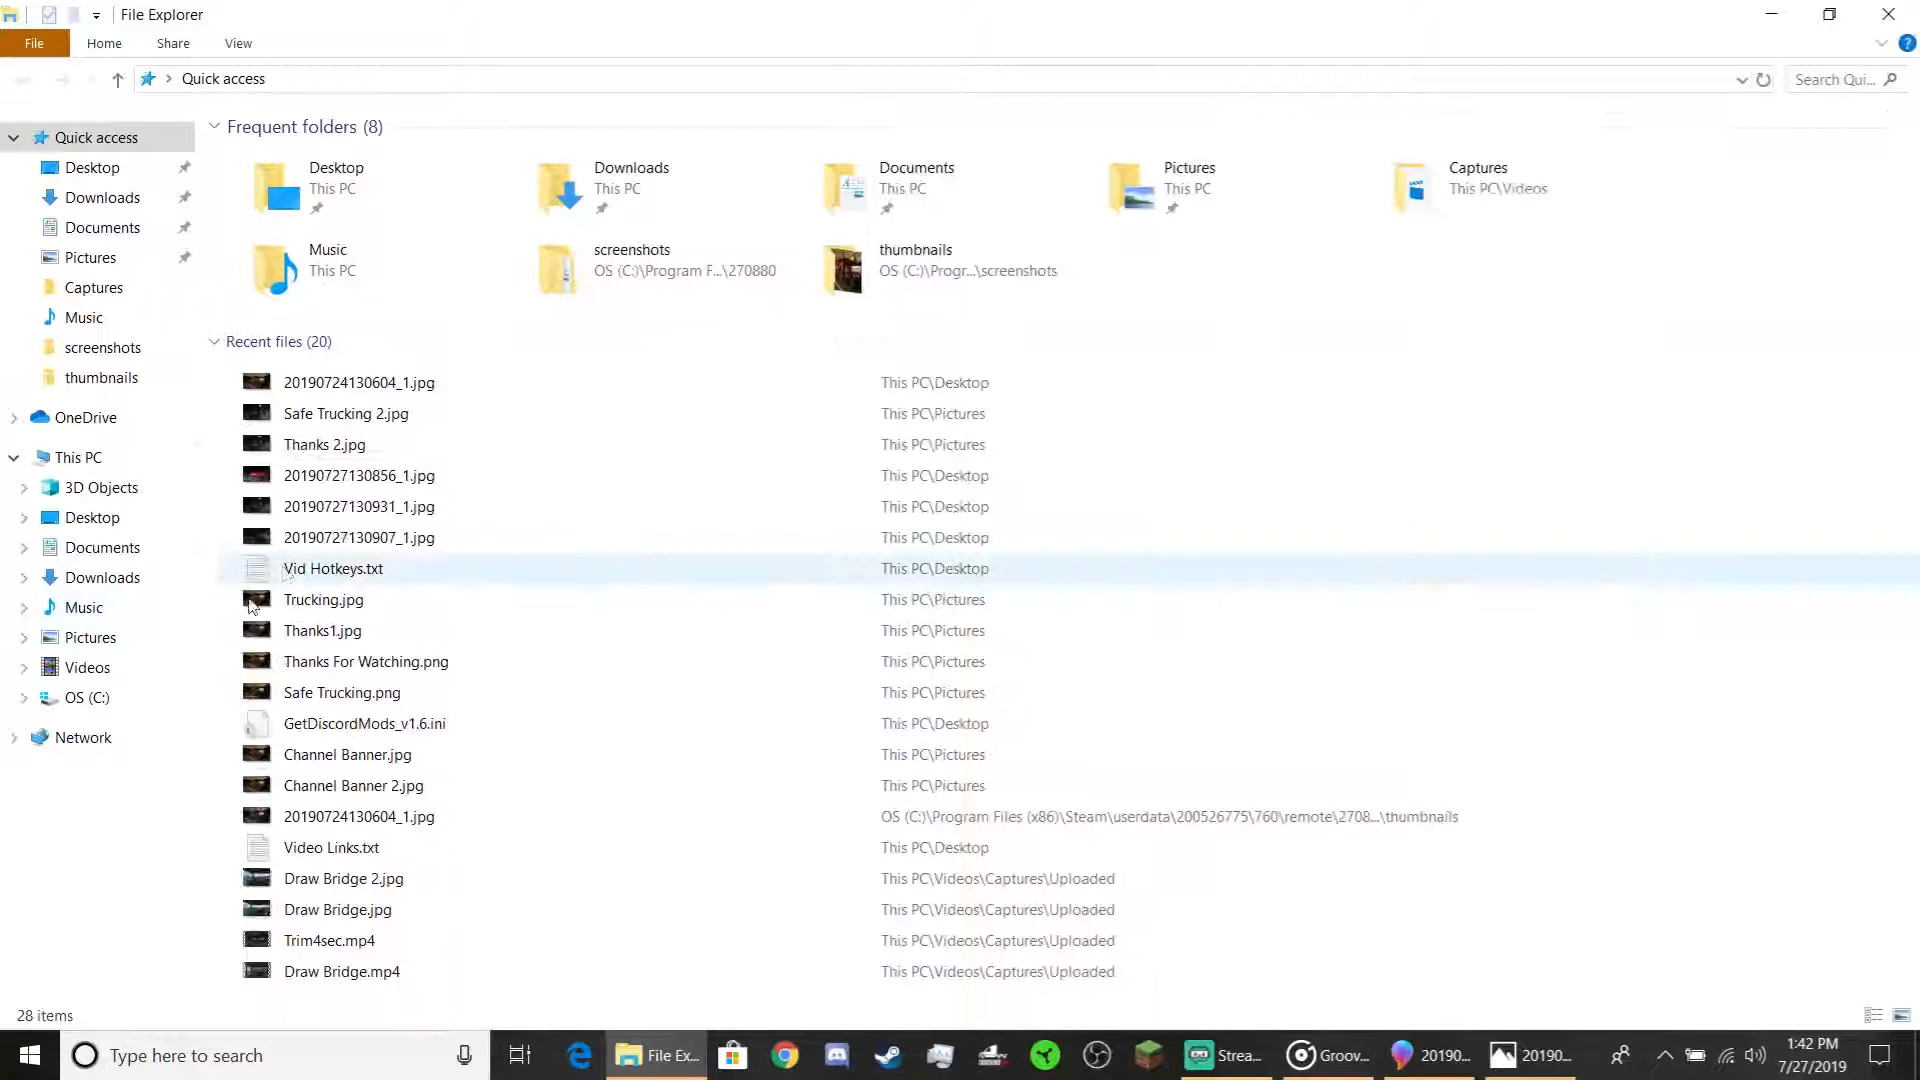 File Explorer
File Home Share View
Quick access
Search Qui...
Quick access
Desktop
Downloads
Documents
Pictures
Captures
Music
screenshots
thumbnails
OneDrive
This PC
3D Objects
Desktop
Documents
Downloads
Music
Pictures
Videos
OS (C:)
Network
Frequent folders (8)
Desktop
This PC
Downloads
This PC
Documents
This PC
Pictures
This PC
Captures
This PC\Videos
Music
This PC
screenshots
OS (C:)\Program F...\270880
thumbnails
OS (C:)\Progr...\screenshots
Recent files (20)
20190724130604_1.jpg This PC\Desktop
Safe Trucking 2.jpg This PC\Pictures
Thanks 2.jpg This PC\Pictures
20190727130856_1.jpg This PC\Desktop
20190727130931_1.jpg This PC\Desktop
20190727130907_1.jpg This PC\Desktop
Vid Hotkeys.txt This PC\Desktop
Trucking.jpg This PC\Pictures
Thanks1.jpg This PC\Pictures
Thanks For Watching.png This PC\Pictures
Safe Trucking.png This PC\Pictures
GetDiscordMods_v1.6.ini This PC\Desktop
Channel Banner.jpg This PC\Pictures
Channel Banner 2.jpg This PC\Pictures
20190724130604_1.jpg OS (C:)\Program Files (x86)\Steam\userdata\200526775\760\remote\2708...\thumbnails
Video Links.txt This PC\Desktop
Draw Bridge 2.jpg This PC\Videos\Captures\Uploaded
Draw Bridge.jpg This PC\Videos\Captures\Uploaded
Trim4sec.mp4 This PC\Videos\Captures\Uploaded
Draw Bridge.mp4 This PC\Videos\Captures\Uploaded
28 items
Type here to search
File Ex...
Strea...
Groov...
20190...
20190...
1:42 PM
7/27/2019